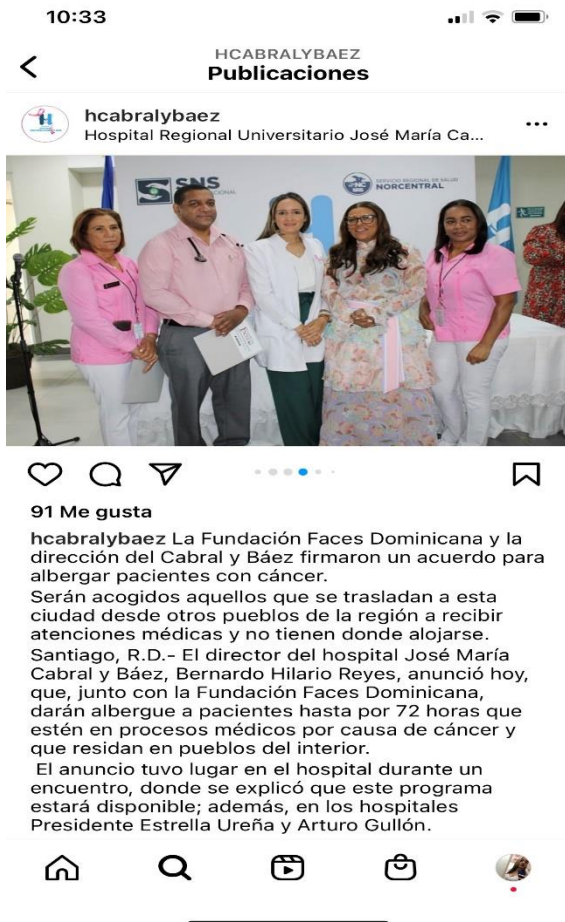 10:33
HCABRALYBAEZ
Publicaciones
hcabralybaez
Hospital Regional Universitario José María Ca...
SNS
SERVICIO REGIONAL DE SALUD
NORCENTRAL
91 Me gusta
hcabralybaez La Fundación Faces Dominicana y la
dirección del Cabral y Báez firmaron un acuerdo para
albergar pacientes con cáncer.
Serán acogidos aquellos que se trasladan a esta
ciudad desde otros pueblos de la región a recibir
atenciones médicas y no tienen donde alojarse.
Santiago, R.D.- El director del hospital José María
Cabral y Báez, Bernardo Hilario Reyes, anunció hoy,
que, junto con la Fundación Faces Dominicana,
darán albergue a pacientes hasta por 72 horas que
estén en procesos médicos por causa de cáncer y
que residan en pueblos del interior.
El anuncio tuvo lugar en el hospital durante un
encuentro, donde se explicó que este programa
estará disponible; además, en los hospitales
Presidente Estrella Ureña y Arturo Gullón.